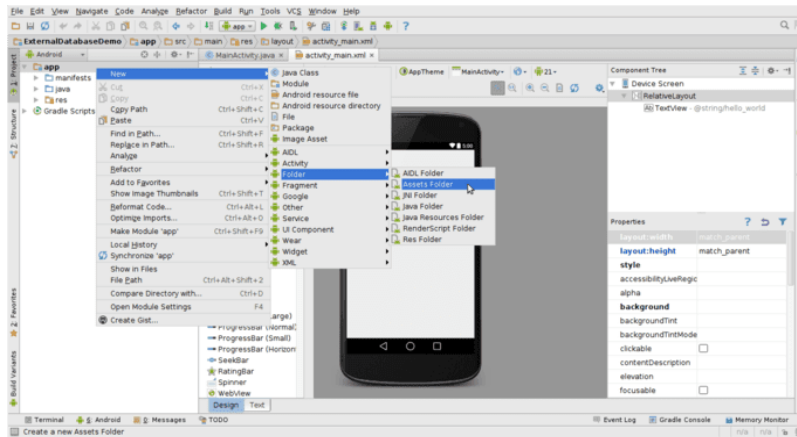 File Edit View Navigate Code Analyze Refactor Build Run Tools VCS Window Help
app
ExternalDatabaseDemo app src main res layout activity_main.xml
Android
MainActivity.java × activity_main.xml ×
1: Project
app
manifests
java
res
Gradle Scripts
7: Structure
2: Favorites
Build Variants
New
Cut Ctrl+X
Copy Ctrl+C
Copy Path Ctrl+Shift+C
Paste Ctrl+V
Find in Path... Ctrl+Shift+F
Replace in Path... Ctrl+Shift+R
Analyze
Refactor
Add to Favorites
Show Image Thumbnails Ctrl+Shift+T
Reformat Code... Ctrl+Alt+L
Optimize Imports... Ctrl+Alt+O
Make Module 'app' Ctrl+Shift+F9
Local History
Synchronize 'app'
Show in Files
File Path Ctrl+Alt+Shift+2
Compare Directory with... Ctrl+D
Open Module Settings F4
Create Gist...
Java Class
Module
Android resource file
Android resource directory
File
Package
Image Asset
AIDL
Activity
Folder
Fragment
Google
Other
Service
UI Component
Wear
Widget
XML
AIDL Folder
Assets Folder
JNI Folder
Java Folder
Java Resources Folder
RenderScript Folder
Res Folder
AppTheme MainActivity 21
5:00
Large)
ProgressBar (Normal)
ProgressBar (Small)
ProgressBar (Horizon
SeekBar
RatingBar
Spinner
WebView
Design Text
Component Tree
Device Screen
RelativeLayout
Ab TextView - @string/hello_world
Properties
layout:width match_parent
layout:height match_parent
style
accessibilityLiveRegic
alpha
background
backgroundTint
backgroundTintMode
clickable
contentDescription
elevation
focusable
Terminal 6: Android 0: Messages TODO Event Log Gradle Console Memory Monitor
Create a new Assets Folder n/a n/a